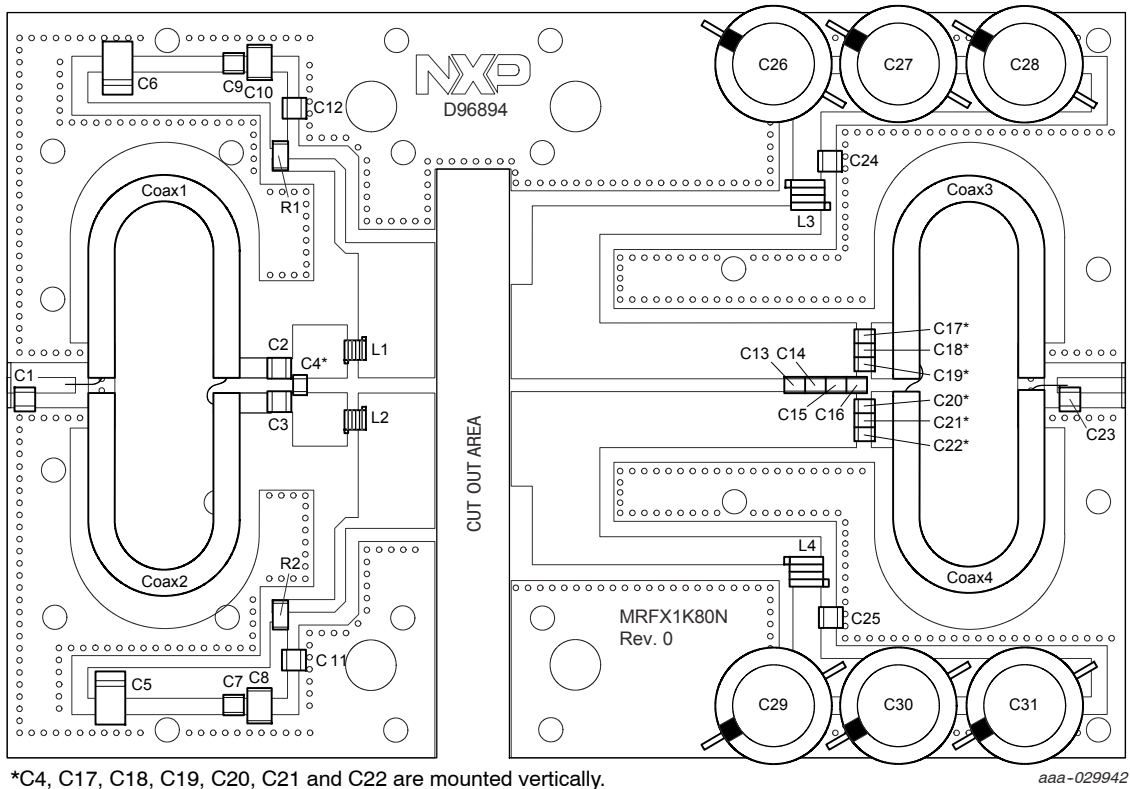 C6
C9
C10
C12
R1
NXP
D96894
C26
C27
C28
C24
L3
Coax1
Coax3
C2
L1
C4*
C1
C3
L2
C13
C14
C15
C16
C17*
C18*
C19*
C20*
C21*
C22*
C23
CUT OUT AREA
Coax2
R2
L4
Coax4
MRFX1K80N
Rev. 0
C25
C11
C5
C7
C8
C29
C30
C31
*C4, C17, C18, C19, C20, C21 and C22 are mounted vertically.
aaa-029942